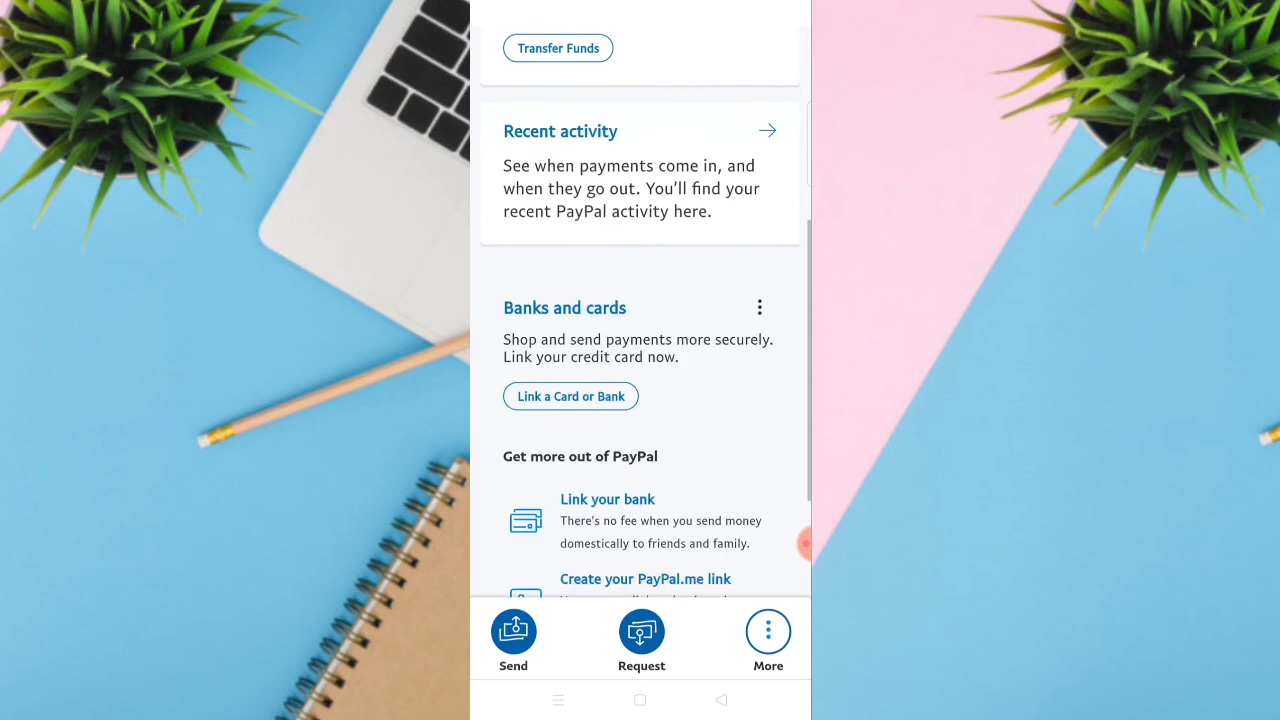 Transfer Funds
Recent activity
See when payments come in, and
when they go out. You’ll find your
recent PayPal activity here.
Banks and cards
Shop and send payments more securely.
Link your credit card now.
Link a Card or Bank
Get more out of PayPal
Link your bank
There’s no fee when you send money
domestically to friends and family.
Create your PayPal.me link
Send
Request
More